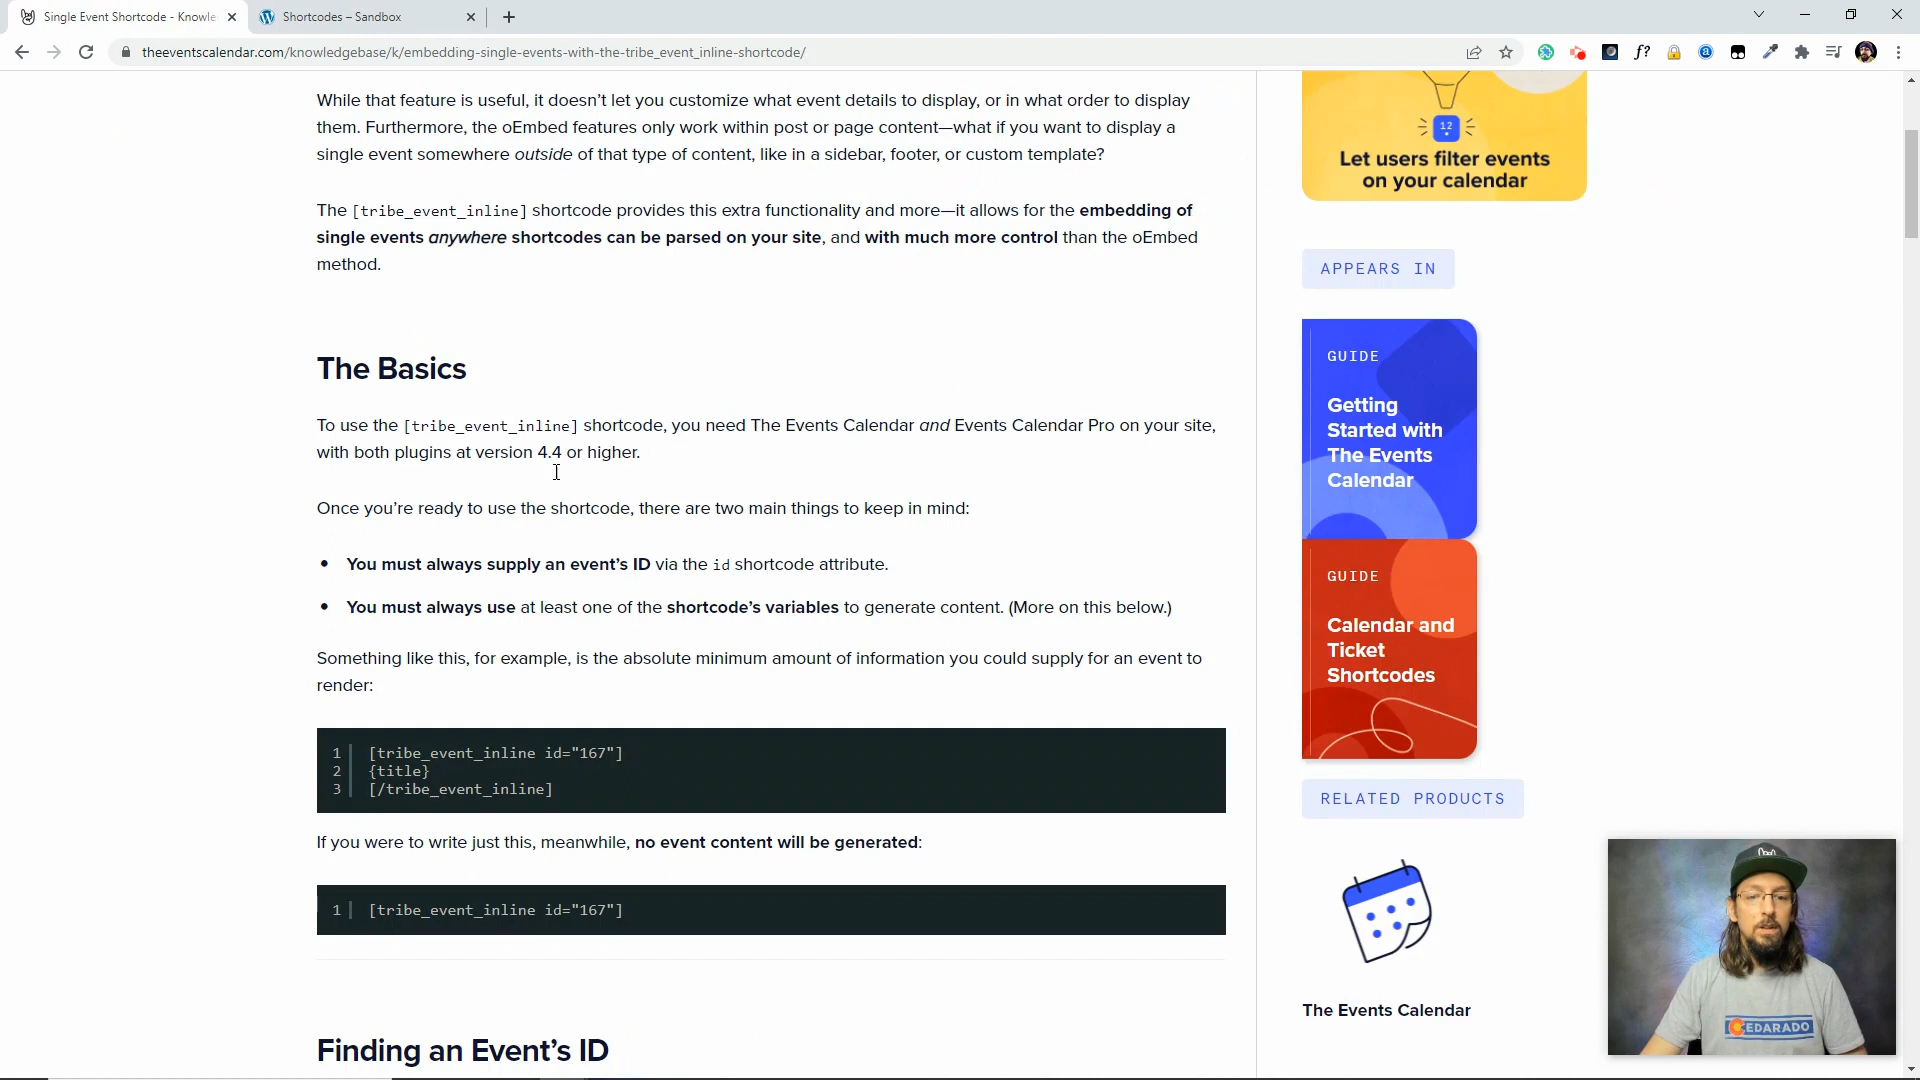 Single Event Shortcode - Knowle
Shortcodes – Sandbox
theeventscalendar.com/knowledgebase/k/embedding-single-events-with-the-tribe_event_inline-shortcode/
While that feature is useful, it doesn’t let you customize what event details to display, or in what order to display
them. Furthermore, the oEmbed features only work within post or page content—what if you want to display a
single event somewhere outside of that type of content, like in a sidebar, footer, or custom template?
The [tribe_event_inline] shortcode provides this extra functionality and more—it allows for the embedding of
single events anywhere shortcodes can be parsed on your site, and with much more control than the oEmbed
method.
The Basics
To use the [tribe_event_inline] shortcode, you need The Events Calendar and Events Calendar Pro on your site,
with both plugins at version 4.4 or higher.
Once you’re ready to use the shortcode, there are two main things to keep in mind:
• You must always supply an event’s ID via the id shortcode attribute.
• You must always use at least one of the shortcode’s variables to generate content. (More on this below.)
Something like this, for example, is the absolute minimum amount of information you could supply for an event to
render:
1 [tribe_event_inline id="167"]
2 {title}
3 [/tribe_event_inline]
If you were to write just this, meanwhile, no event content will be generated:
1 [tribe_event_inline id="167"]
Finding an Event’s ID
12
Let users filter events
on your calendar
APPEARS IN
GUIDE
Getting
Started with
The Events
Calendar
GUIDE
Calendar and
Ticket
Shortcodes
RELATED PRODUCTS
The Events Calendar
CEDARADO